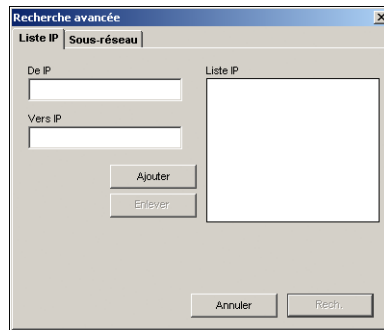 Recherche avancée
Liste IP Sous-réseau
De IP
Liste IP
Vers IP
Ajouter
Enlever
Annuler Rech.